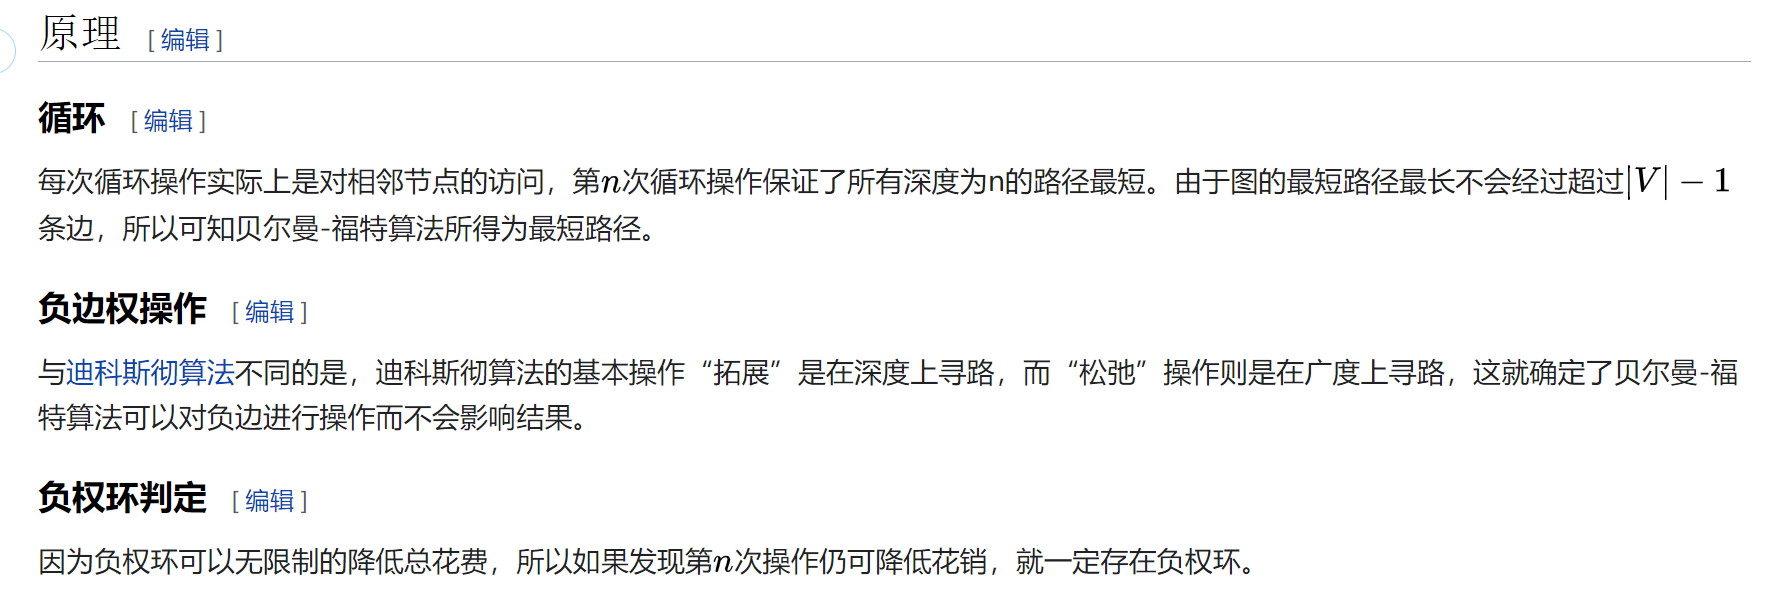 原理 [ 编辑 ]
循环 [ 编辑 ]
每次循环操作实际上是对相邻节点的访问，第n次循环操作保证了所有深度为n的路径最短。由于图的最短路径最长不会经过超过|V| − 1
条边，所以可知贝尔曼-福特算法所得为最短路径。
负边权操作 [ 编辑 ]
与迪科斯彻算法不同的是，迪科斯彻算法的基本操作“拓展”是在深度上寻路，而“松弛”操作则是在广度上寻路，这就确定了贝尔曼-福
特算法可以对负边进行操作而不会影响结果。
负权环判定 [ 编辑 ]
因为负权环可以无限制的降低总花费，所以如果发现第n次操作仍可降低花销，就一定存在负权环。